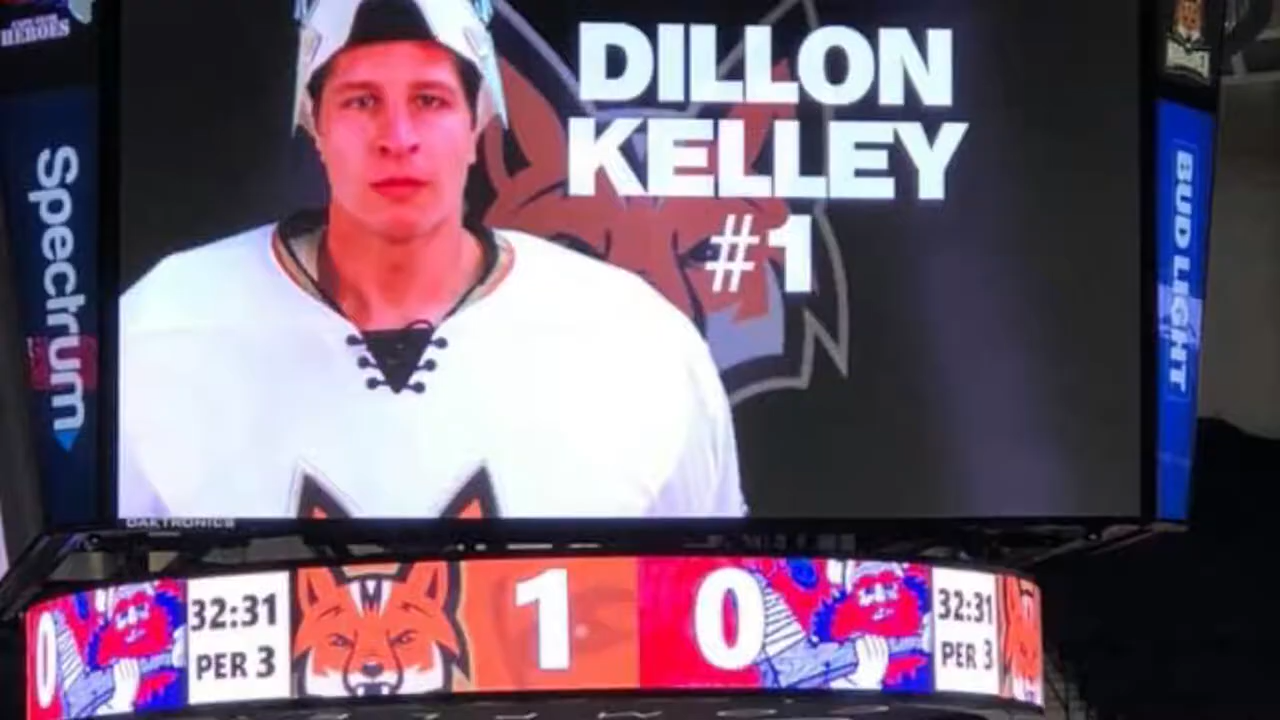 HEROES
Spectrum
DILLON
KELLEY
#1
BUD LIGHT
DAKTRONICS
0
32:31
PER 3
M
1
0
32:31
PER 3